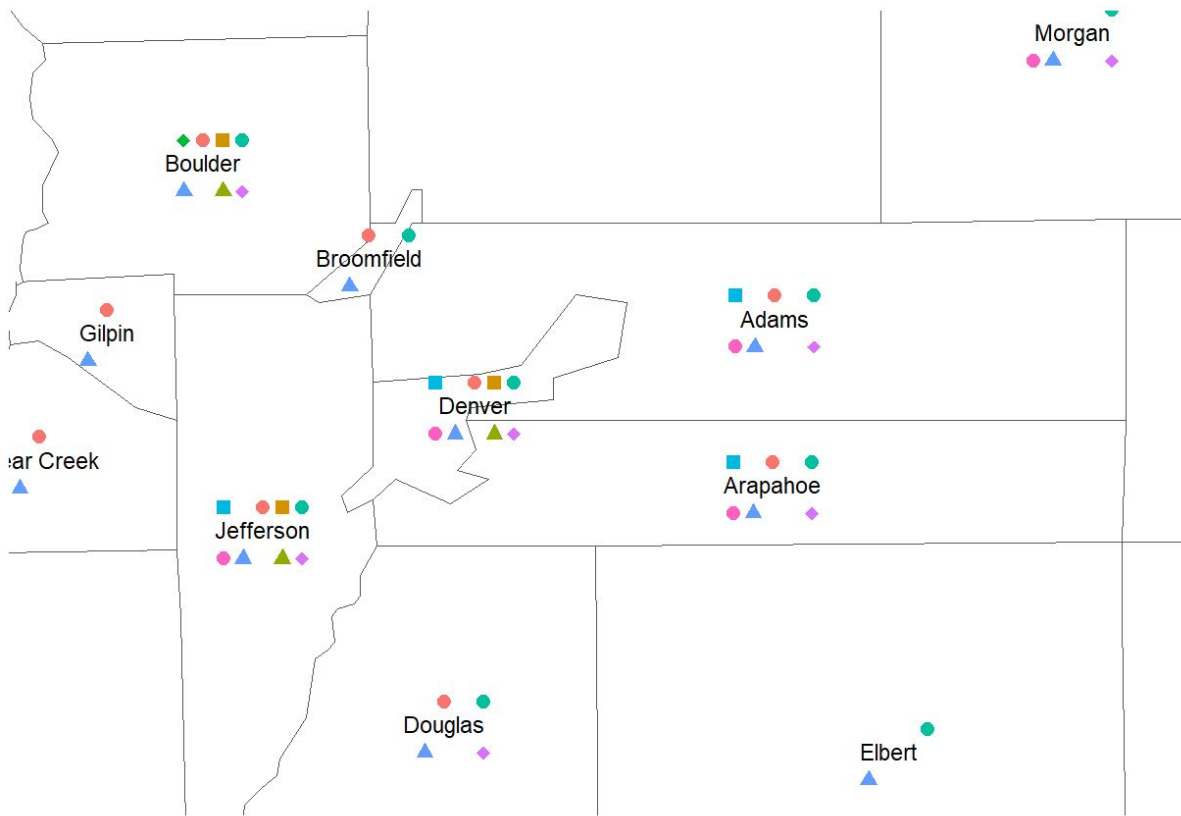 Morgan
Boulder
Broomfield
Adams
Gilpin
Denver
ear Creek
Arapahoe
Jefferson
Douglas
Elbert